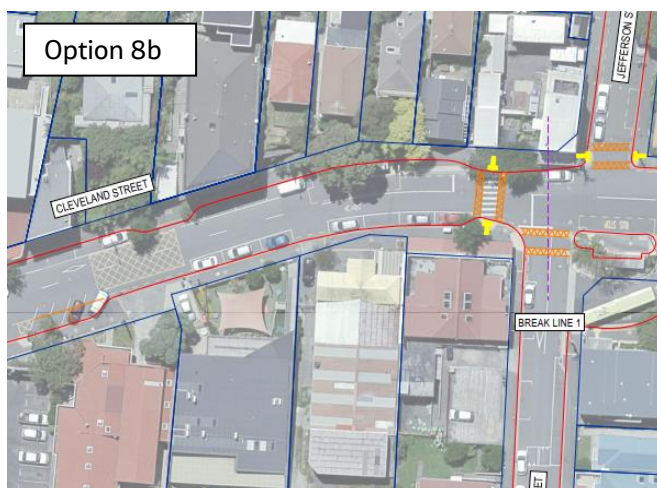 Option 8b
JEFFERSON S
CLEVELAND STREET
BREAK LINE 1
ET